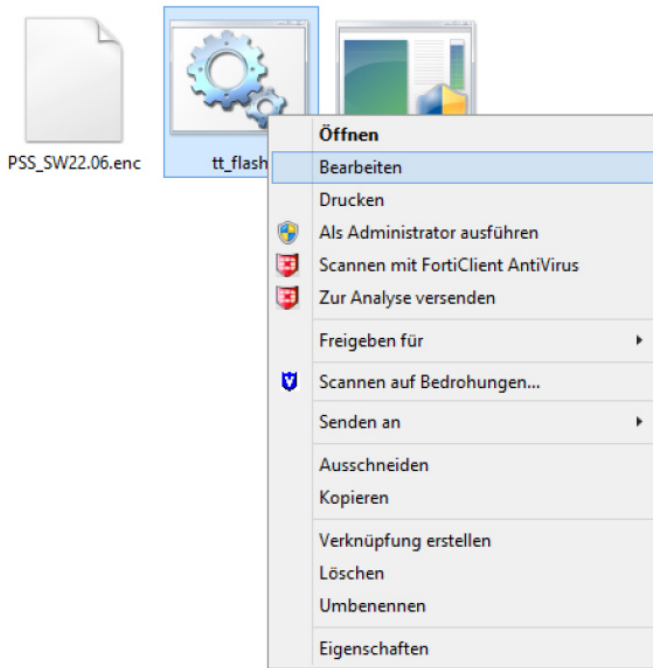 PSS_SW22.06.enc
tt_flash
Öffnen
Bearbeiten
Drucken
Als Administrator ausführen
Scannen mit FortiClient AntiVirus
Zur Analyse versenden
Freigeben für
Scannen auf Bedrohungen...
Senden an
Ausschneiden
Kopieren
Verknüpfung erstellen
Löschen
Umbenennen
Eigenschaften